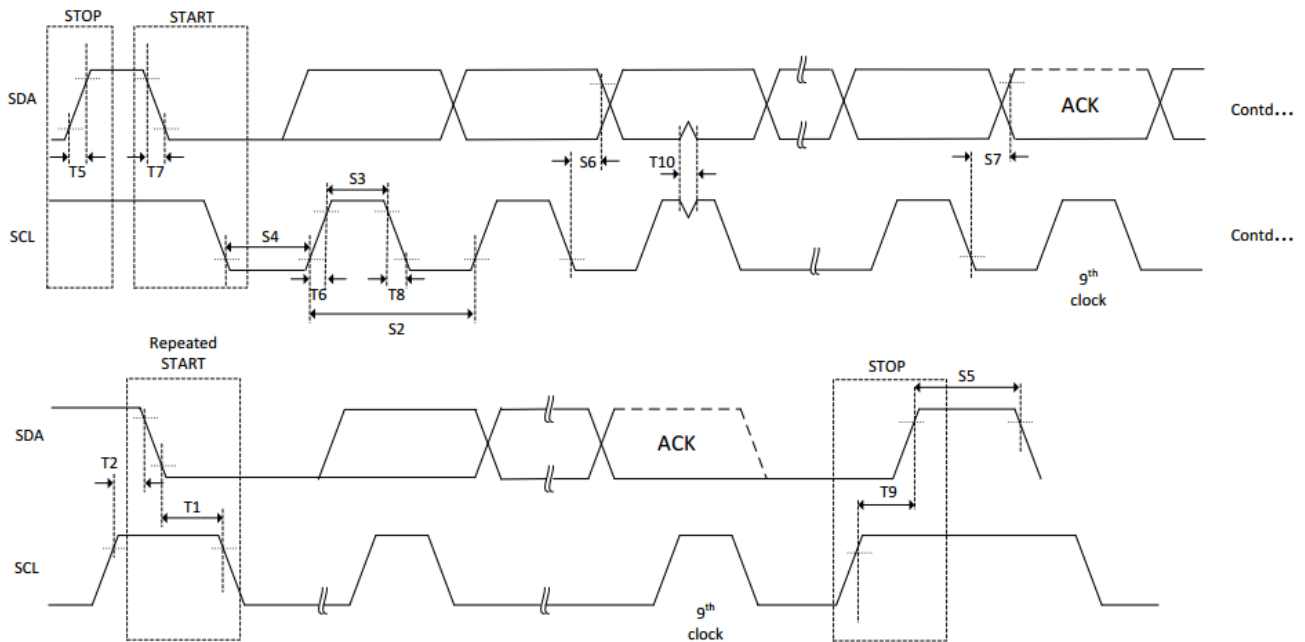 STOP START
SDA ACK Contd...
T5 T7 S6 T10 S7
S3
SCL S4 Contd...
T6 T8 9th
clock
S2
Repeated
START STOP S5
SDA ACK
T2
T1 T9
SCL
9th
clock